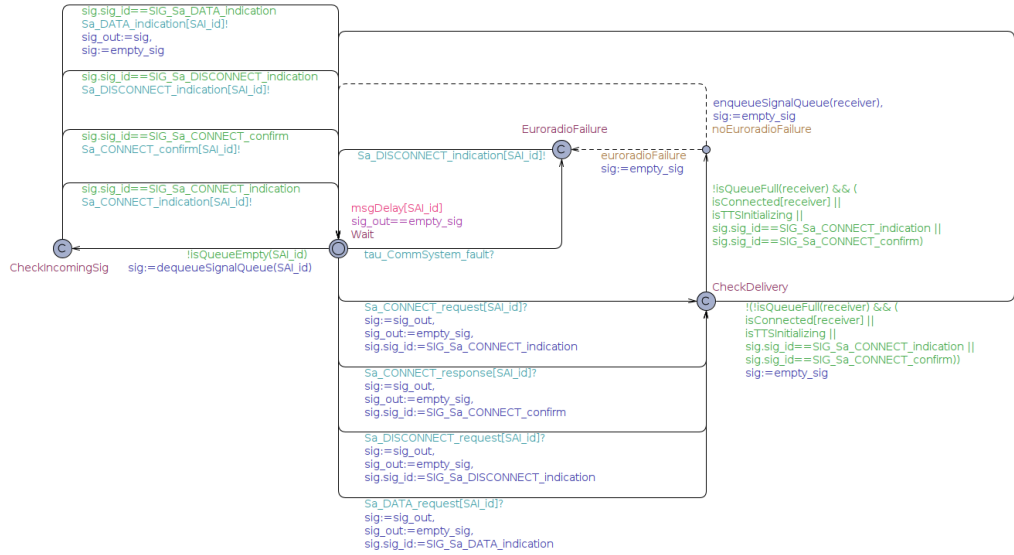 sig.sig_id==SIG_Sa_DATA_indication
Sa_DATA_indication[SAI_id]!
sig_out:=sig,
sig:=empty_sig
sig.sig_id==SIG_Sa_DISCONNECT_indication
Sa_DISCONNECT_indication[SAI_id]!
sig.sig_id==SIG_Sa_CONNECT_confirm
Sa_CONNECT_confirm[SAI_id]!
sig.sig_id==SIG_Sa_CONNECT_indication
Sa_CONNECT_indication[SAI_id]!
C
CheckIncomingSig
!isQueueEmpty(SAI_id)
sig:=dequeueSignalQueue(SAI_id)
msgDelay[SAI_id]
sig_out==empty_sig
Wait
tau_CommSystem_fault?
Sa_DISCONNECT_indication[SAI_id]!
EuroradioFailure
C
euroradioFailure
sig:=empty_sig
enqueueSignalQueue(receiver),
sig:=empty_sig
noEuroradioFailure
!isQueueFull(receiver) && (
isConnected[receiver] ||
isTTSInitializing ||
sig.sig_id==SIG_Sa_CONNECT_indication ||
sig.sig_id==SIG_Sa_CONNECT_confirm)
C
CheckDelivery
!(!isQueueFull(receiver) && (
isConnected[receiver] ||
isTTSInitializing ||
sig.sig_id==SIG_Sa_CONNECT_indication ||
sig.sig_id==SIG_Sa_CONNECT_confirm))
sig:=empty_sig
Sa_CONNECT_request[SAI_id]?
sig:=sig_out,
sig_out:=empty_sig,
sig.sig_id:=SIG_Sa_CONNECT_indication
Sa_CONNECT_response[SAI_id]?
sig:=sig_out,
sig_out:=empty_sig,
sig.sig_id:=SIG_Sa_CONNECT_confirm
Sa_DISCONNECT_request[SAI_id]?
sig:=sig_out,
sig_out:=empty_sig,
sig.sig_id:=SIG_Sa_DISCONNECT_indication
Sa_DATA_request[SAI_id]?
sig:=sig_out,
sig_out:=empty_sig,
sig.sig_id:=SIG_Sa_DATA_indication